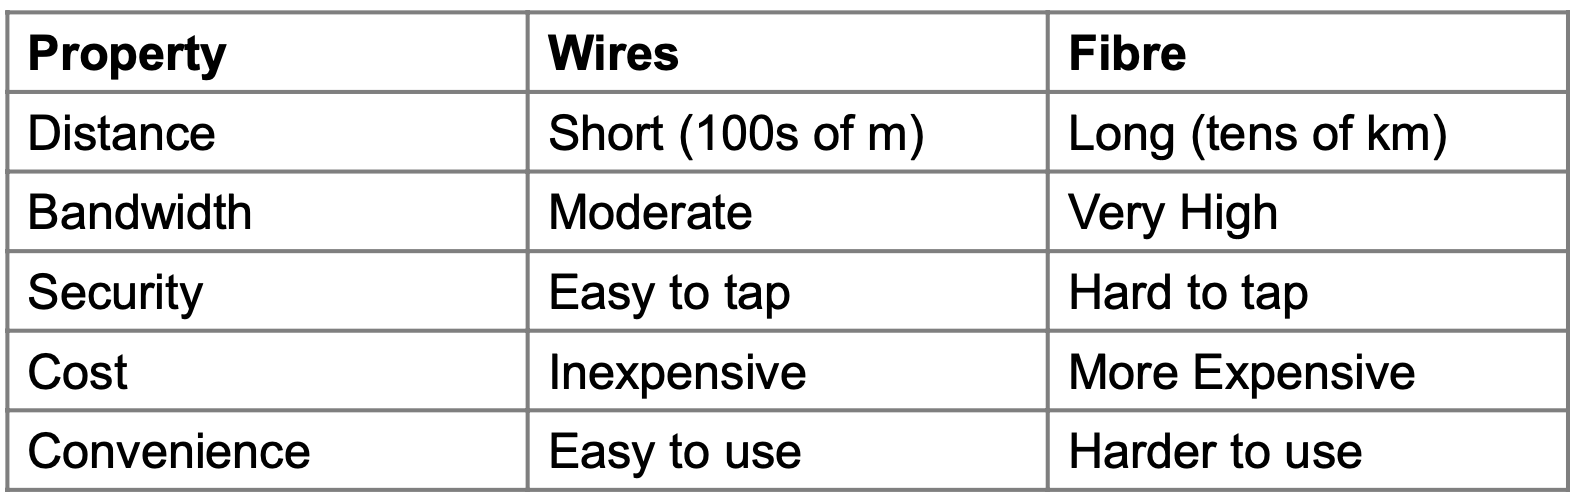 Property Wires Fibre
Distance Short (100s of m) Long (tens of km)
Bandwidth Moderate Very High
Security Easy to tap Hard to tap
Cost Inexpensive More Expensive
Convenience Easy to use Harder to use